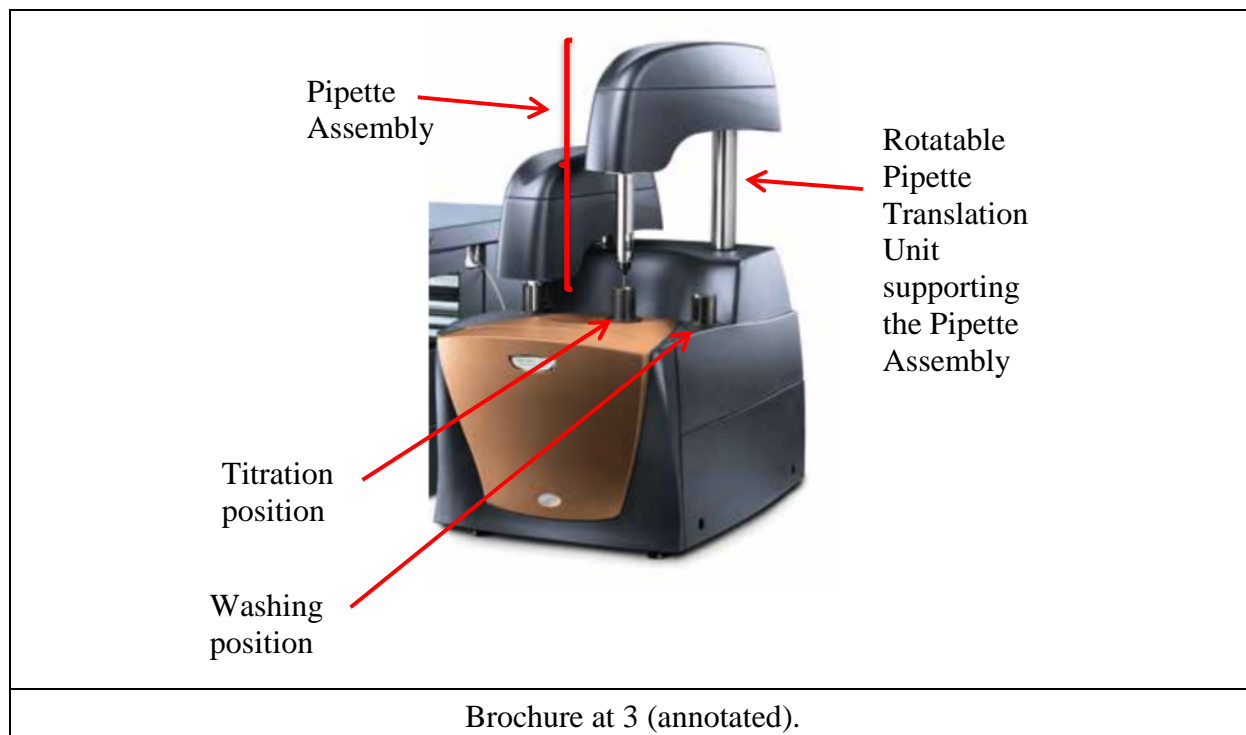 Pipette
Assembly
Rotatable
Pipette
Translation
Unit
supporting
the Pipette
Assembly
Titration
position
Washing
position
Brochure at 3 (annotated).